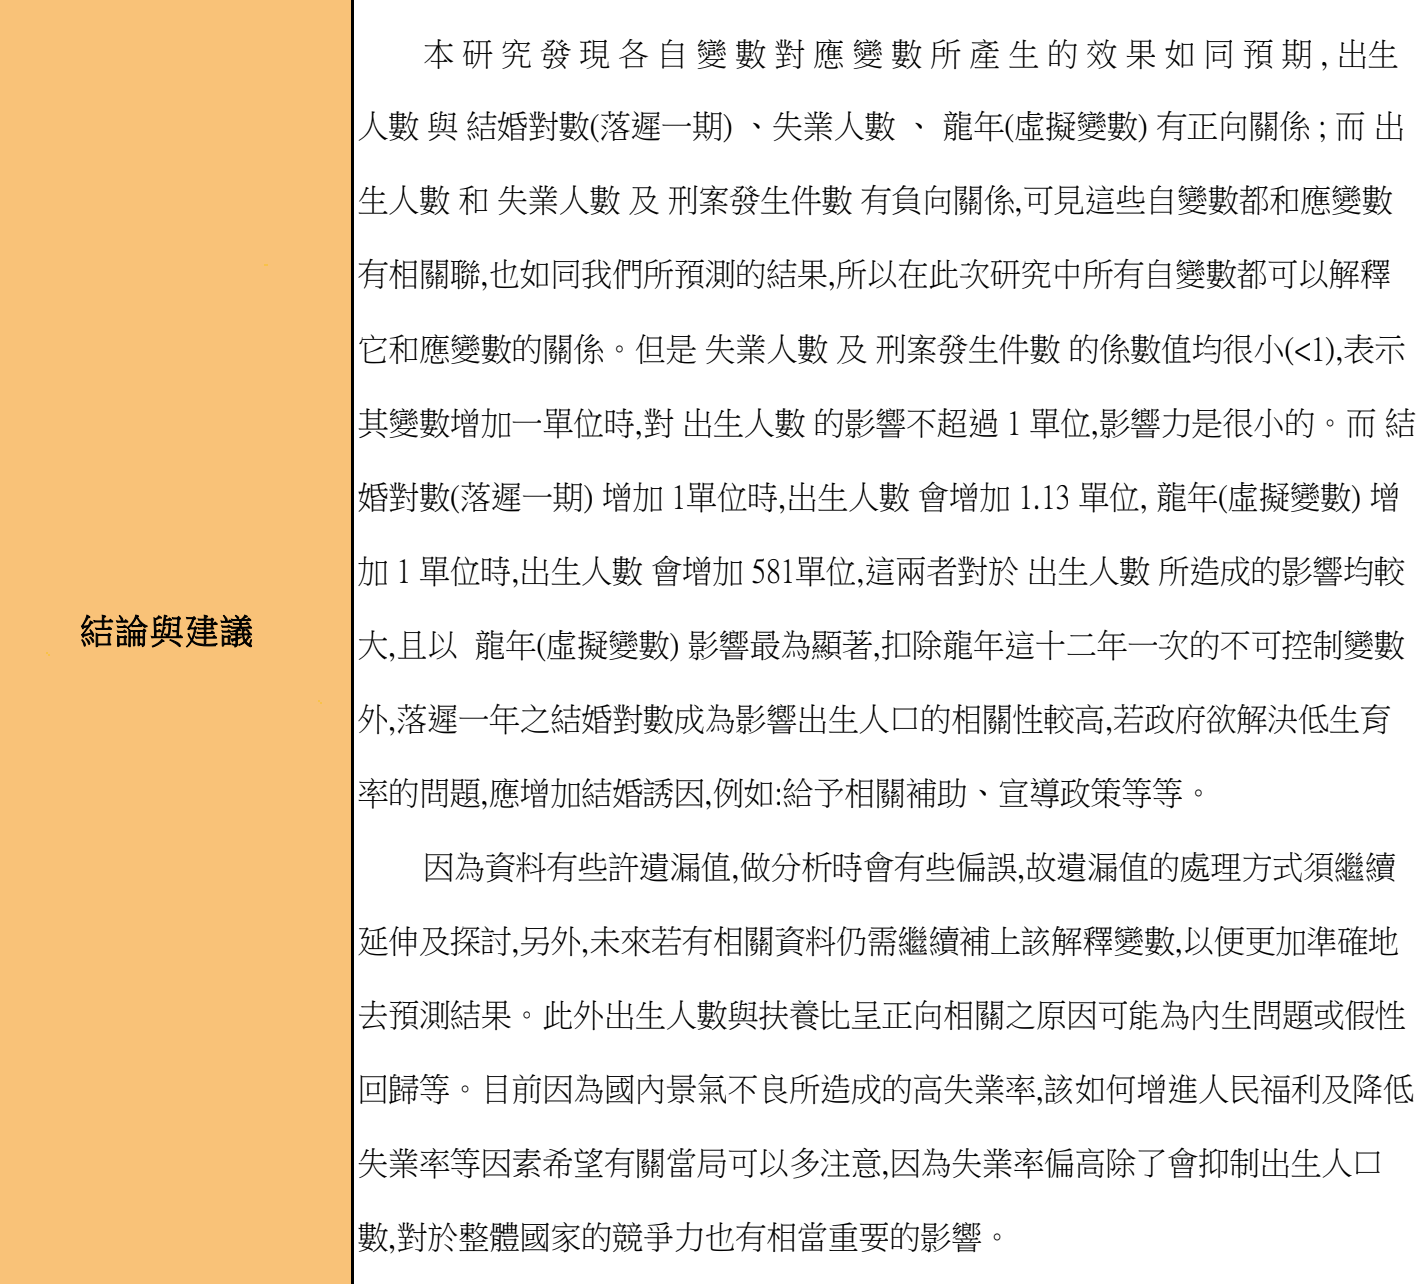 結論與建議
本研究發現各自變數對應變數所產生的效果如同預期,出生
人數 與 結婚對數(落遲一期) 、失業人數 、 龍年(虛擬變數) 有正向關係 ; 而 出
生人數 和 失業人數 及 刑案發生件數 有負向關係,可見這些自變數都和應變數
有相關聯,也如同我們所預測的結果,所以在此次研究中所有自變數都可以解釋
它和應變數的關係。但是 失業人數 及 刑案發生件數 的係數值均很小(<1),表示
其變數增加一單位時,對 出生人數 的影響不超過 1 單位,影響力是很小的。而 結
婚對數(落遲一期) 增加 1單位時,出生人數 會增加 1.13 單位, 龍年(虛擬變數) 增
加 1 單位時,出生人數 會增加 581單位,這兩者對於 出生人數 所造成的影響均較
大,且以 龍年(虛擬變數) 影響最為顯著,扣除龍年這十二年一次的不可控制變數
外,落遲一年之結婚對數成為影響出生人口的相關性較高,若政府欲解決低生育
率的問題,應增加結婚誘因,例如:給予相關補助、宣導政策等等。
因為資料有些許遺漏值,做分析時會有些偏誤,故遺漏值的處理方式須繼續
延伸及探討,另外,未來若有相關資料仍需繼續補上該解釋變數,以便更加準確地
去預測結果。此外出生人數與扶養比呈正向相關之原因可能為內生問題或假性
回歸等。目前因為國內景氣不良所造成的高失業率,該如何增進人民福利及降低
失業率等因素希望有關當局可以多注意,因為失業率偏高除了會抑制出生人口
數,對於整體國家的競爭力也有相當重要的影響。